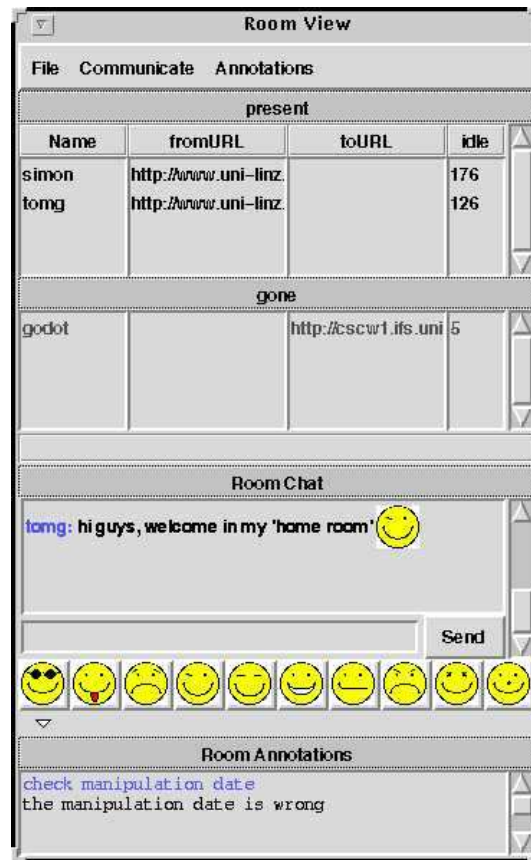 Room View
File Communicate Annotations
present
Name fromURL toURL idle
simon http://www.uni-linz. 176
tomg http://www.uni-linz. 126
gone
godot http://cscw1.ifs.uni 5
Room Chat
tomg: hi guys, welcome in my 'home room'
Send
Room Annotations
check manipulation date
the manipulation date is wrong